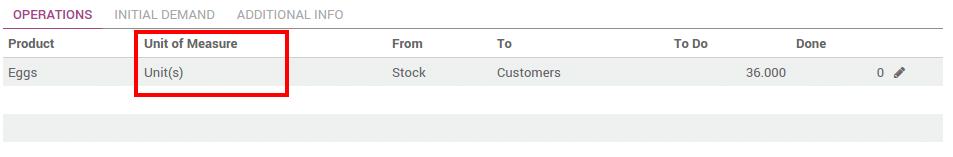 OPERATIONS INITIAL DEMAND ADDITIONAL INFO
Product Unit of Measure From To To Do Done
Eggs Unit(s) Stock Customers 36.000 0